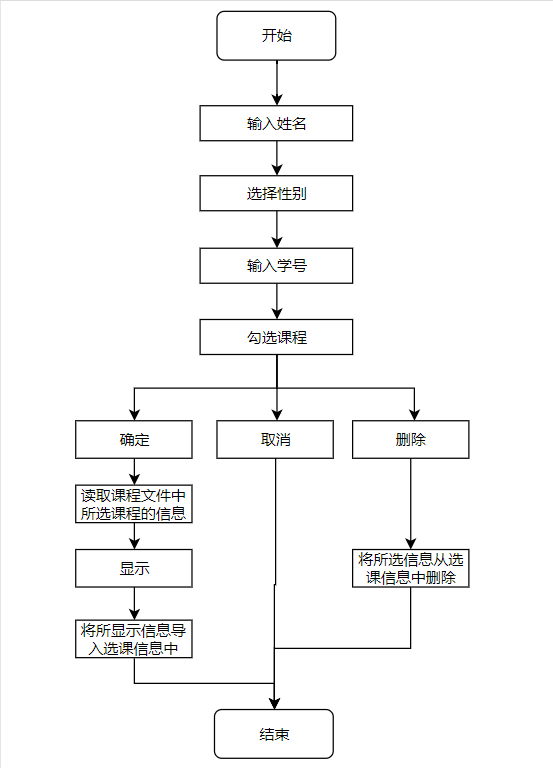 开始
输入姓名
选择性别
输入学号
勾选课程
确定
取消
删除
读取课程文件中
所选课程的信息
显示
将所选信息从选
课信息中删除
将所显示信息导
入选课信息中
结束